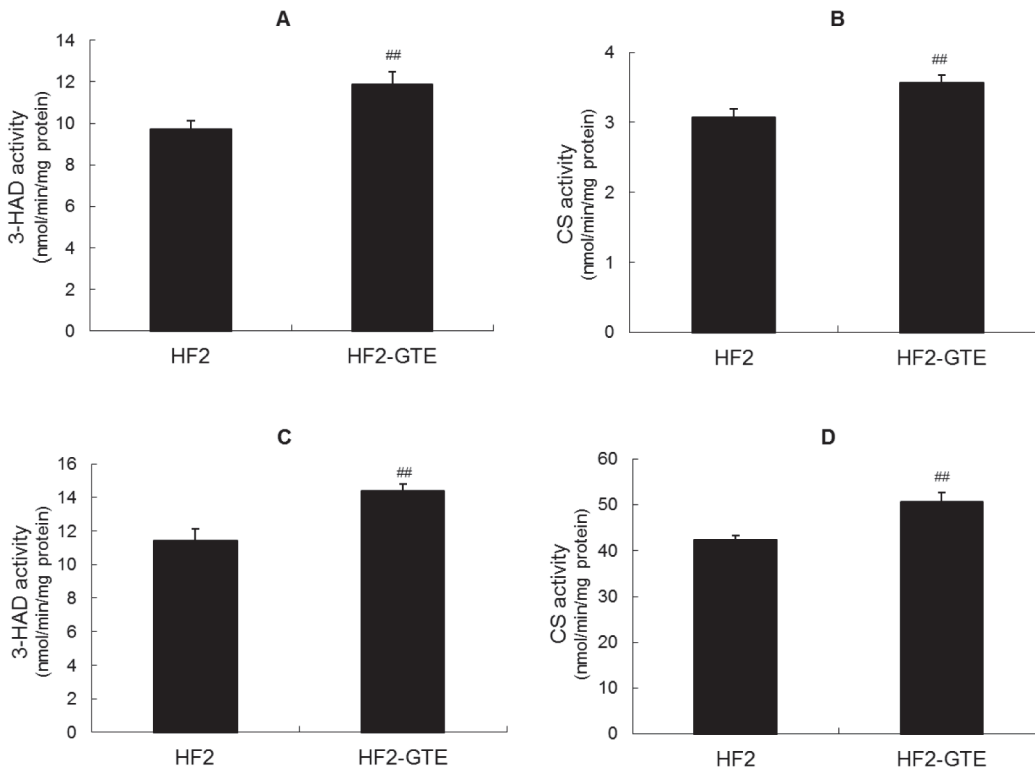 A
3-HAD activity
(nmol/min/mg protein)
14
12
10
8
6
4
2
0
##
HF2
HF2-GTE
B
CS activity
(nmol/min/mg protein)
4
3
2
1
0
##
HF2
HF2-GTE
C
3-HAD activity
(nmol/min/mg protein)
16
14
12
10
8
6
4
2
0
##
HF2
HF2-GTE
D
CS activity
(nmol/min/mg protein)
60
50
40
30
20
10
0
##
HF2
HF2-GTE